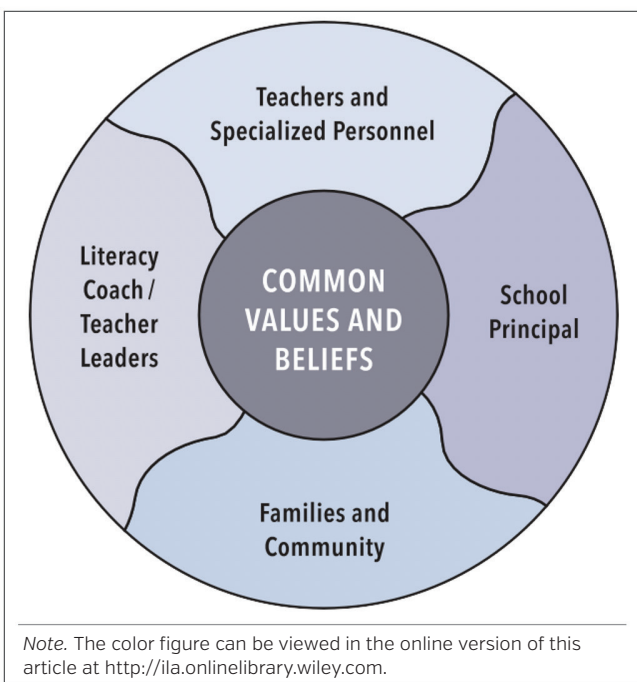 Teachers and
Specialized Personnel
Literacy
Coach /
Teacher
Leaders
COMMON
VALUES AND
BELIEFS
School
Principal
Families and
Community
Note. The color figure can be viewed in the online version of this
article at http://ila.onlinelibrary.wiley.com.